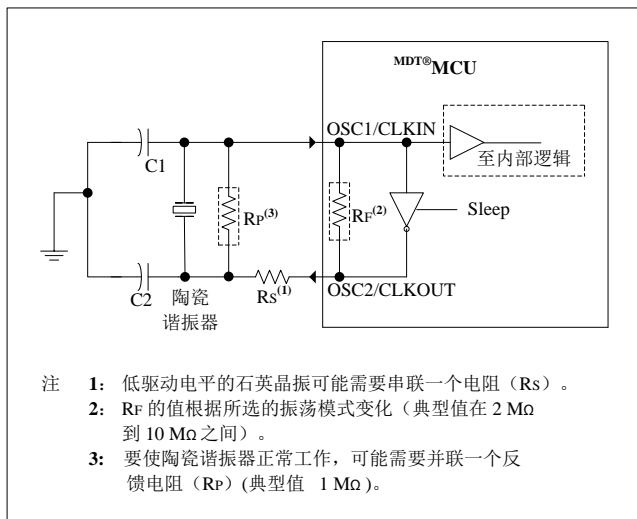 MDT®MCU
OSC1/CLKIN
至内部逻辑
C1
RP(3)
RF(2)
Sleep
C2
陶瓷
谐振器
RS(1)
OSC2/CLKOUT
注 1: 低驱动电平的石英晶振可能需要串联一个电阻（Rs）。
2: RF 的值根据所选的振荡模式变化（典型值在 2 MΩ
到 10 MΩ 之间）。
3: 要使陶瓷谐振器正常工作，可能需要并联一个反
馈电阻（RP）(典型值 1 MΩ )。